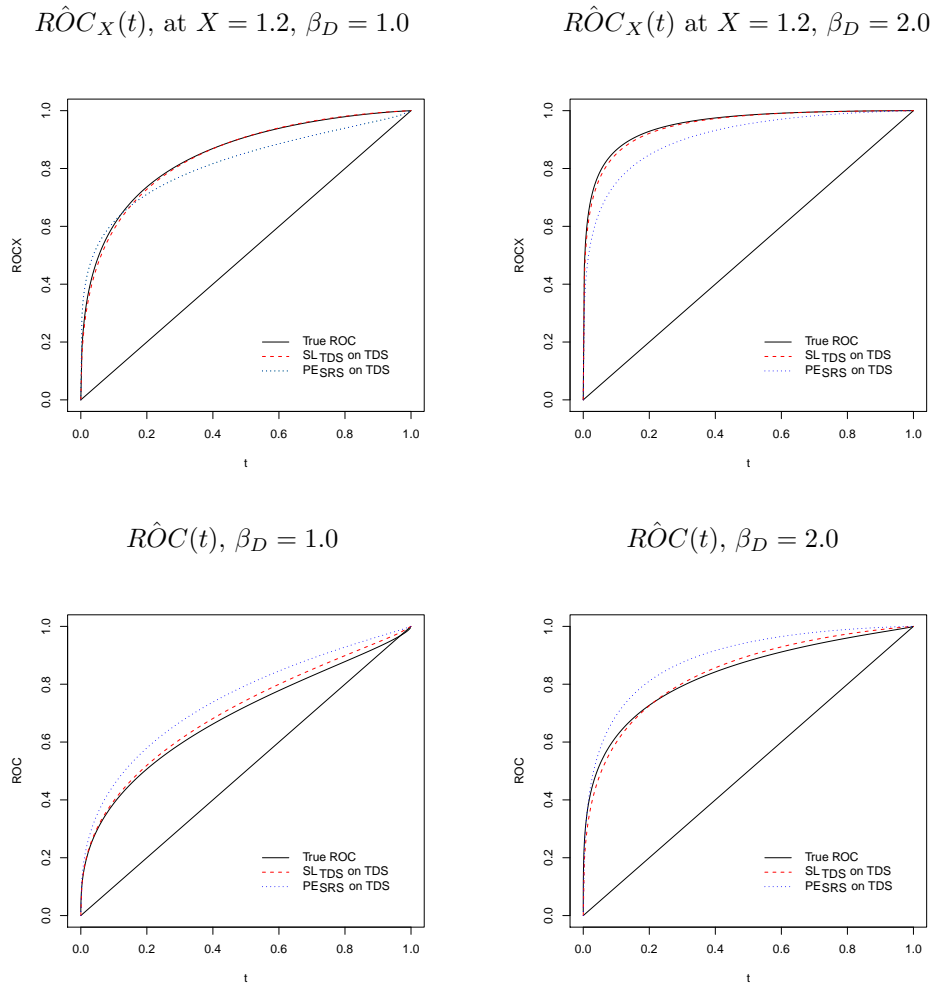 RÔC_X(t), at X = 1.2, β_D = 1.0
RÔC_X(t) at X = 1.2, β_D = 2.0
ROCX
0.0 0.2 0.4 0.6 0.8 1.0
True ROC
SL_TDS on TDS
PE_SRS on TDS
0.0 0.2 0.4 0.6 0.8 1.0
t
ROCX
0.0 0.2 0.4 0.6 0.8 1.0
True ROC
SL_TDS on TDS
PE_SRS on TDS
0.0 0.2 0.4 0.6 0.8 1.0
t
RÔC(t), β_D = 1.0
RÔC(t), β_D = 2.0
ROC
0.0 0.2 0.4 0.6 0.8 1.0
True ROC
SL_TDS on TDS
PE_SRS on TDS
0.0 0.2 0.4 0.6 0.8 1.0
t
ROC
0.0 0.2 0.4 0.6 0.8 1.0
True ROC
SL_TDS on TDS
PE_SRS on TDS
0.0 0.2 0.4 0.6 0.8 1.0
t